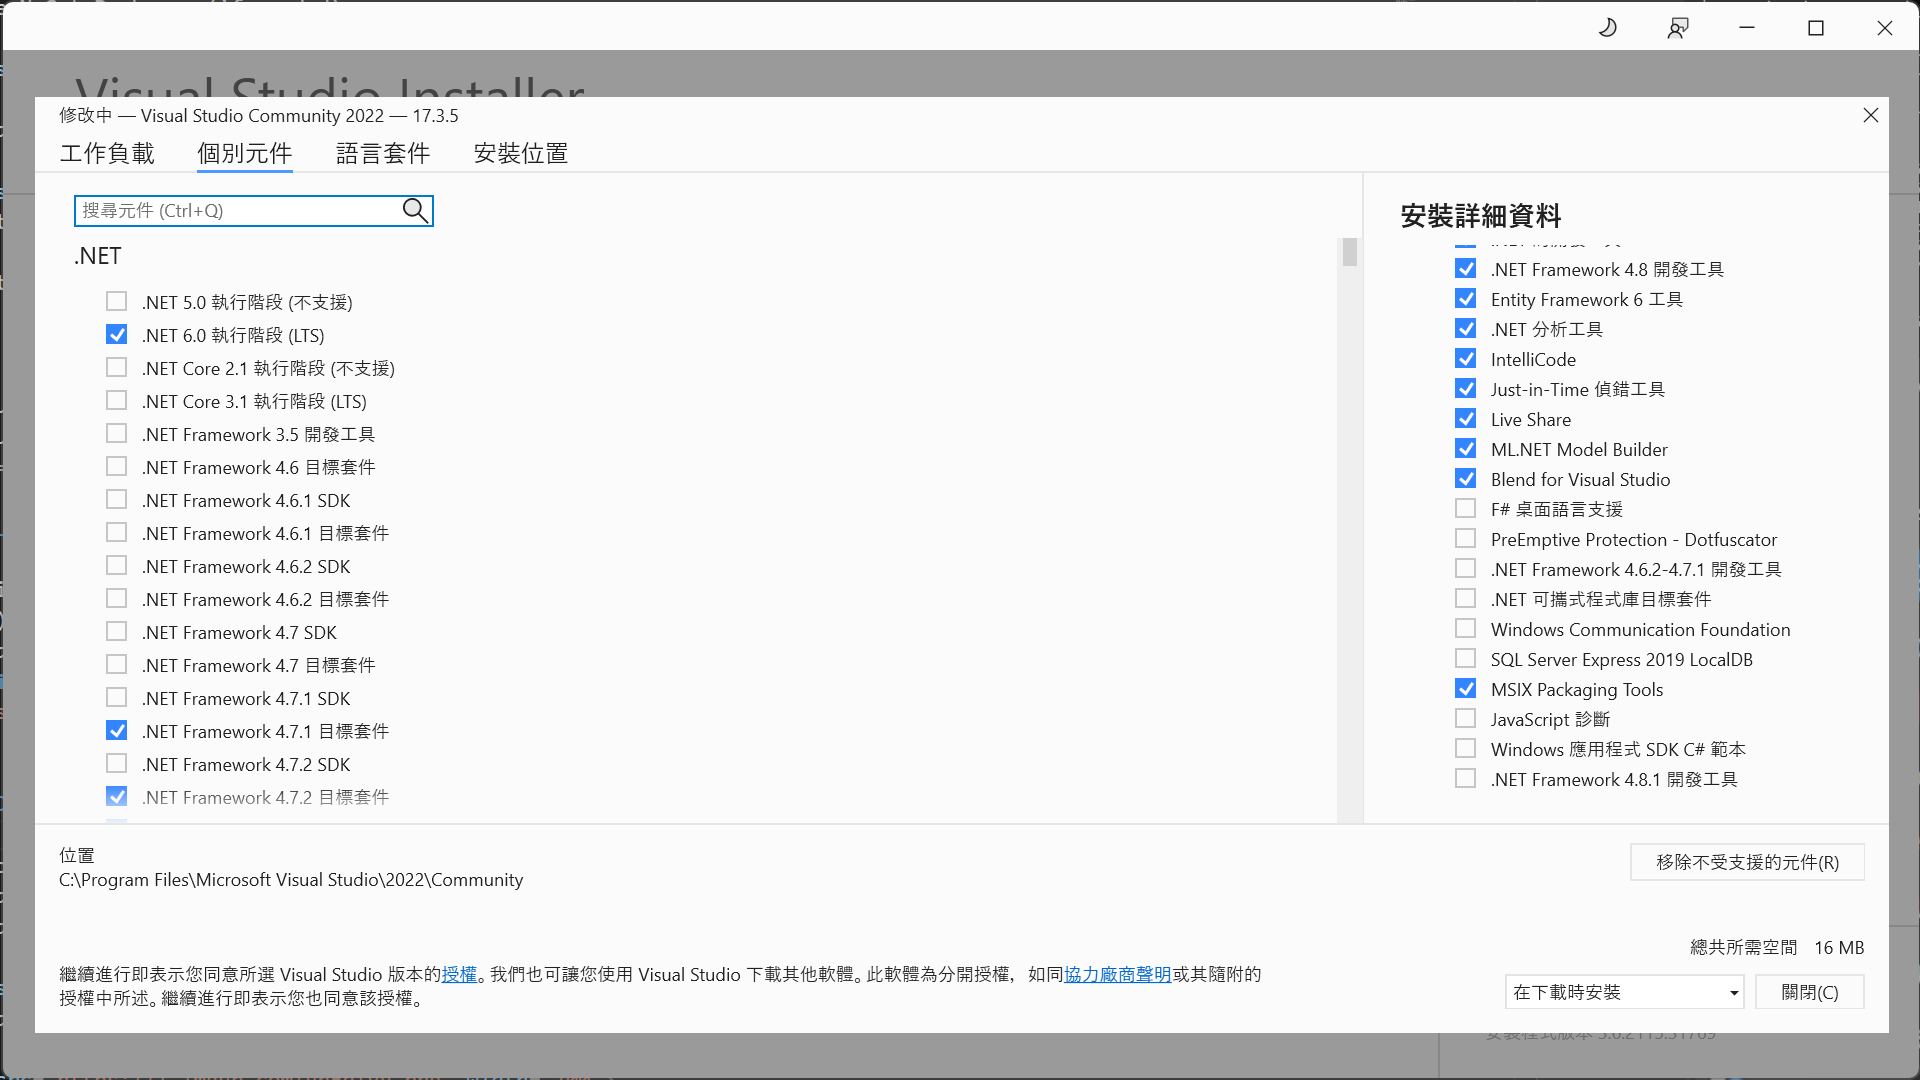 Visual Studio Installer
修改中 — Visual Studio Community 2022 — 17.3.5
工作負載
個別元件
語言套件
安裝位置
搜尋元件 (Ctrl+Q)
.NET
.NET 5.0 執行階段 (不支援)
.NET 6.0 執行階段 (LTS)
.NET Core 2.1 執行階段 (不支援)
.NET Core 3.1 執行階段 (LTS)
.NET Framework 3.5 開發工具
.NET Framework 4.6 目標套件
.NET Framework 4.6.1 SDK
.NET Framework 4.6.1 目標套件
.NET Framework 4.6.2 SDK
.NET Framework 4.6.2 目標套件
.NET Framework 4.7 SDK
.NET Framework 4.7 目標套件
.NET Framework 4.7.1 SDK
.NET Framework 4.7.1 目標套件
.NET Framework 4.7.2 SDK
.NET Framework 4.7.2 目標套件
安裝詳細資料
.NET Framework 4.8 開發工具
Entity Framework 6 工具
.NET 分析工具
IntelliCode
Just-in-Time 偵錯工具
Live Share
ML.NET Model Builder
Blend for Visual Studio
F# 桌面語言支援
PreEmptive Protection - Dotfuscator
.NET Framework 4.6.2-4.7.1 開發工具
.NET 可攜式程式庫目標套件
Windows Communication Foundation
SQL Server Express 2019 LocalDB
MSIX Packaging Tools
JavaScript 診斷
Windows 應用程式 SDK C# 範本
.NET Framework 4.8.1 開發工具
位置
C:\Program Files\Microsoft Visual Studio\2022\Community
移除不受支援的元件(R)
總共所需空間 16 MB
繼續進行即表示您同意所選 Visual Studio 版本的授權。我們也可讓您使用 Visual Studio 下載其他軟體。此軟體為分開授權，如同協力廠商聲明或其隨附的
授權中所述。繼續進行即表示您也同意該授權。
在下載時安裝
關閉(C)